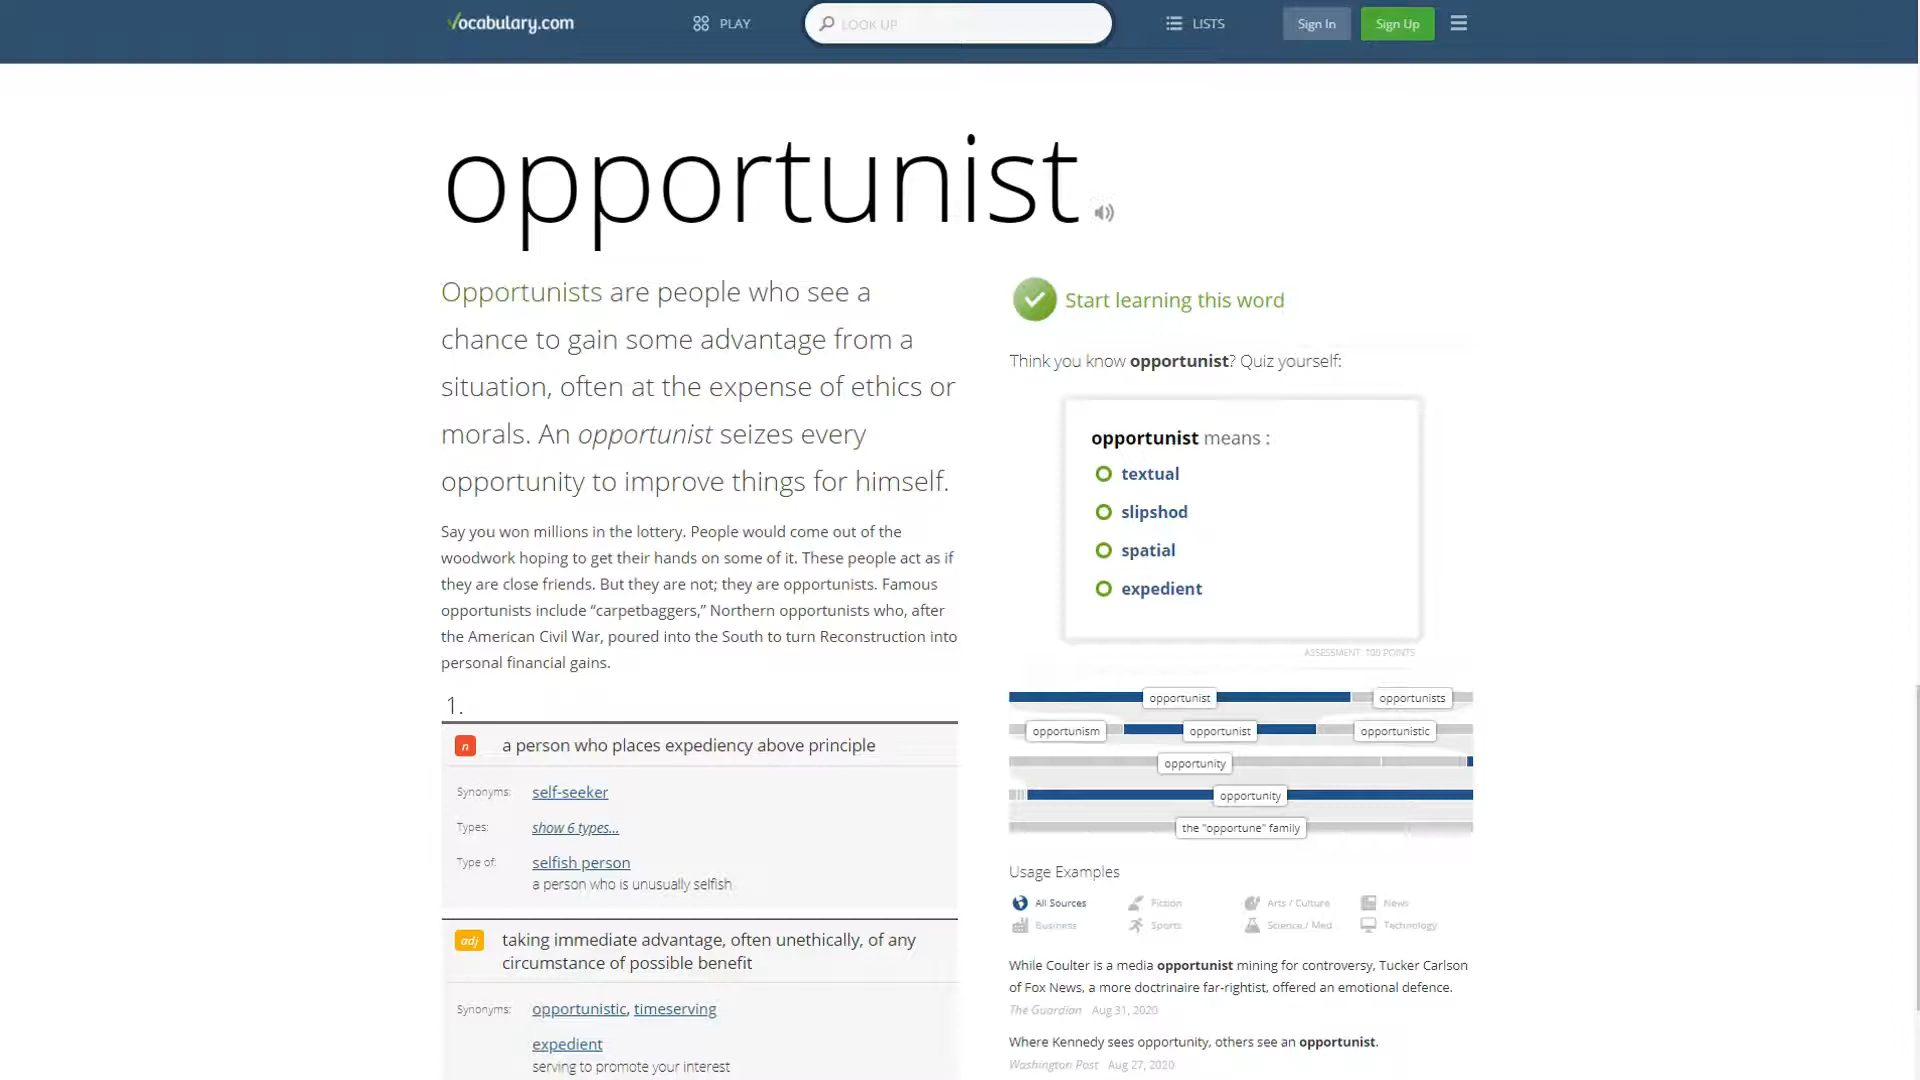 Vocabulary.com
PLAY
LOOK UP
LISTS
Sign In
Sign Up
opportunist
Opportunists are people who see a
chance to gain some advantage from a
situation, often at the expense of ethics or
morals. An opportunist seizes every
opportunity to improve things for himself.
Say you won millions in the lottery. People would come out of the
woodwork hoping to get their hands on some of it. These people act as if
they are close friends. But they are not; they are opportunists. Famous
opportunists include “carpetbaggers,” Northern opportunists who, after
the American Civil War, poured into the South to turn Reconstruction into
personal financial gains.
1.
n a person who places expediency above principle
Synonyms: self-seeker
Types: show 6 types...
Type of: selfish person
a person who is unusually selfish
adj taking immediate advantage, often unethically, of any
circumstance of possible benefit
Synonyms: opportunistic, timeserving
expedient
serving to promote your interest
Start learning this word
Think you know opportunist? Quiz yourself:
opportunist means :
textual
slipshod
spatial
expedient
ASSESSMENT: 100 POINTS
opportunist opportunists
opportunism opportunist opportunistic
opportunity
opportunity
the "opportune" family
Usage Examples
All Sources Fiction Arts / Culture News
Business Sports Science / Med Technology
While Coulter is a media opportunist mining for controversy, Tucker Carlson
of Fox News, a more doctrinaire far-rightist, offered an emotional defence.
The Guardian Aug 31, 2020
Where Kennedy sees opportunity, others see an opportunist.
Washington Post Aug 27, 2020